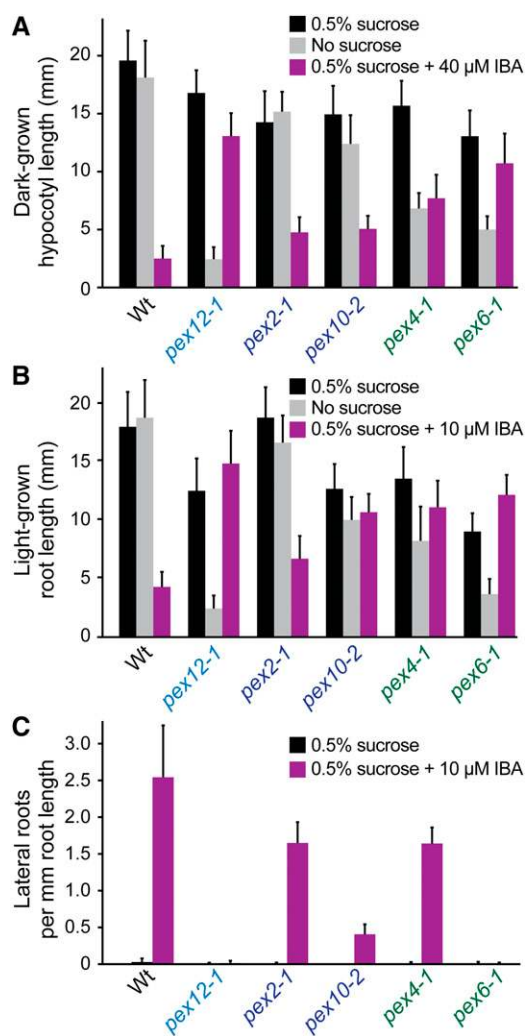 A
0.5% sucrose
No sucrose
0.5% sucrose + 40 µM IBA
Dark-grown
hypocotyl length (mm)
20
15
10
5
0
Wt
pex12-1
pex2-1
pex10-2
pex4-1
pex6-1
B
0.5% sucrose
No sucrose
0.5% sucrose + 10 µM IBA
Light-grown
root length (mm)
20
15
10
5
0
Wt
pex12-1
pex2-1
pex10-2
pex4-1
pex6-1
C
0.5% sucrose
0.5% sucrose + 10 µM IBA
Lateral roots
per mm root length
3.0
2.5
2.0
1.5
1.0
0.5
0
Wt
pex12-1
pex2-1
pex10-2
pex4-1
pex6-1